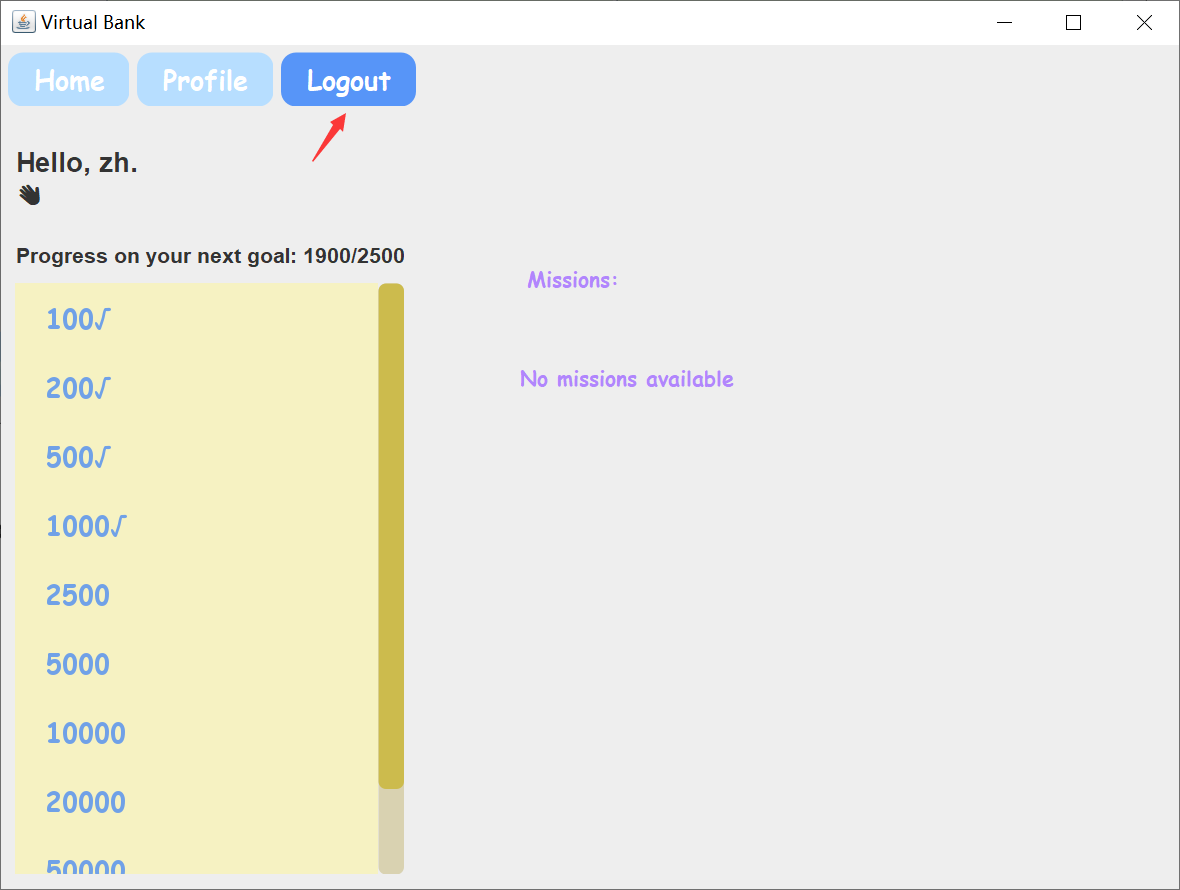 Virtual Bank
Home Profile Logout
Hello, zh.
Progress on your next goal: 1900/2500
Missions:
100√
200√
No missions available
500√
1000√
2500
5000
10000
20000
50000